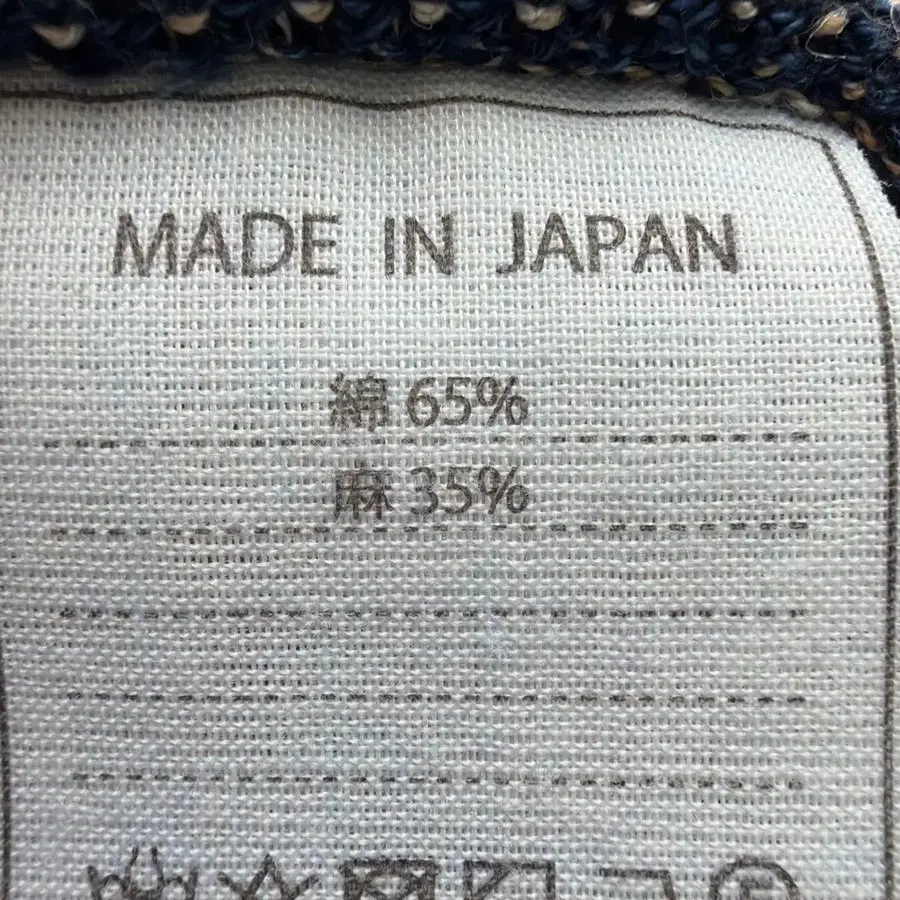 MADE IN JAPAN
綿 65%
麻 35%